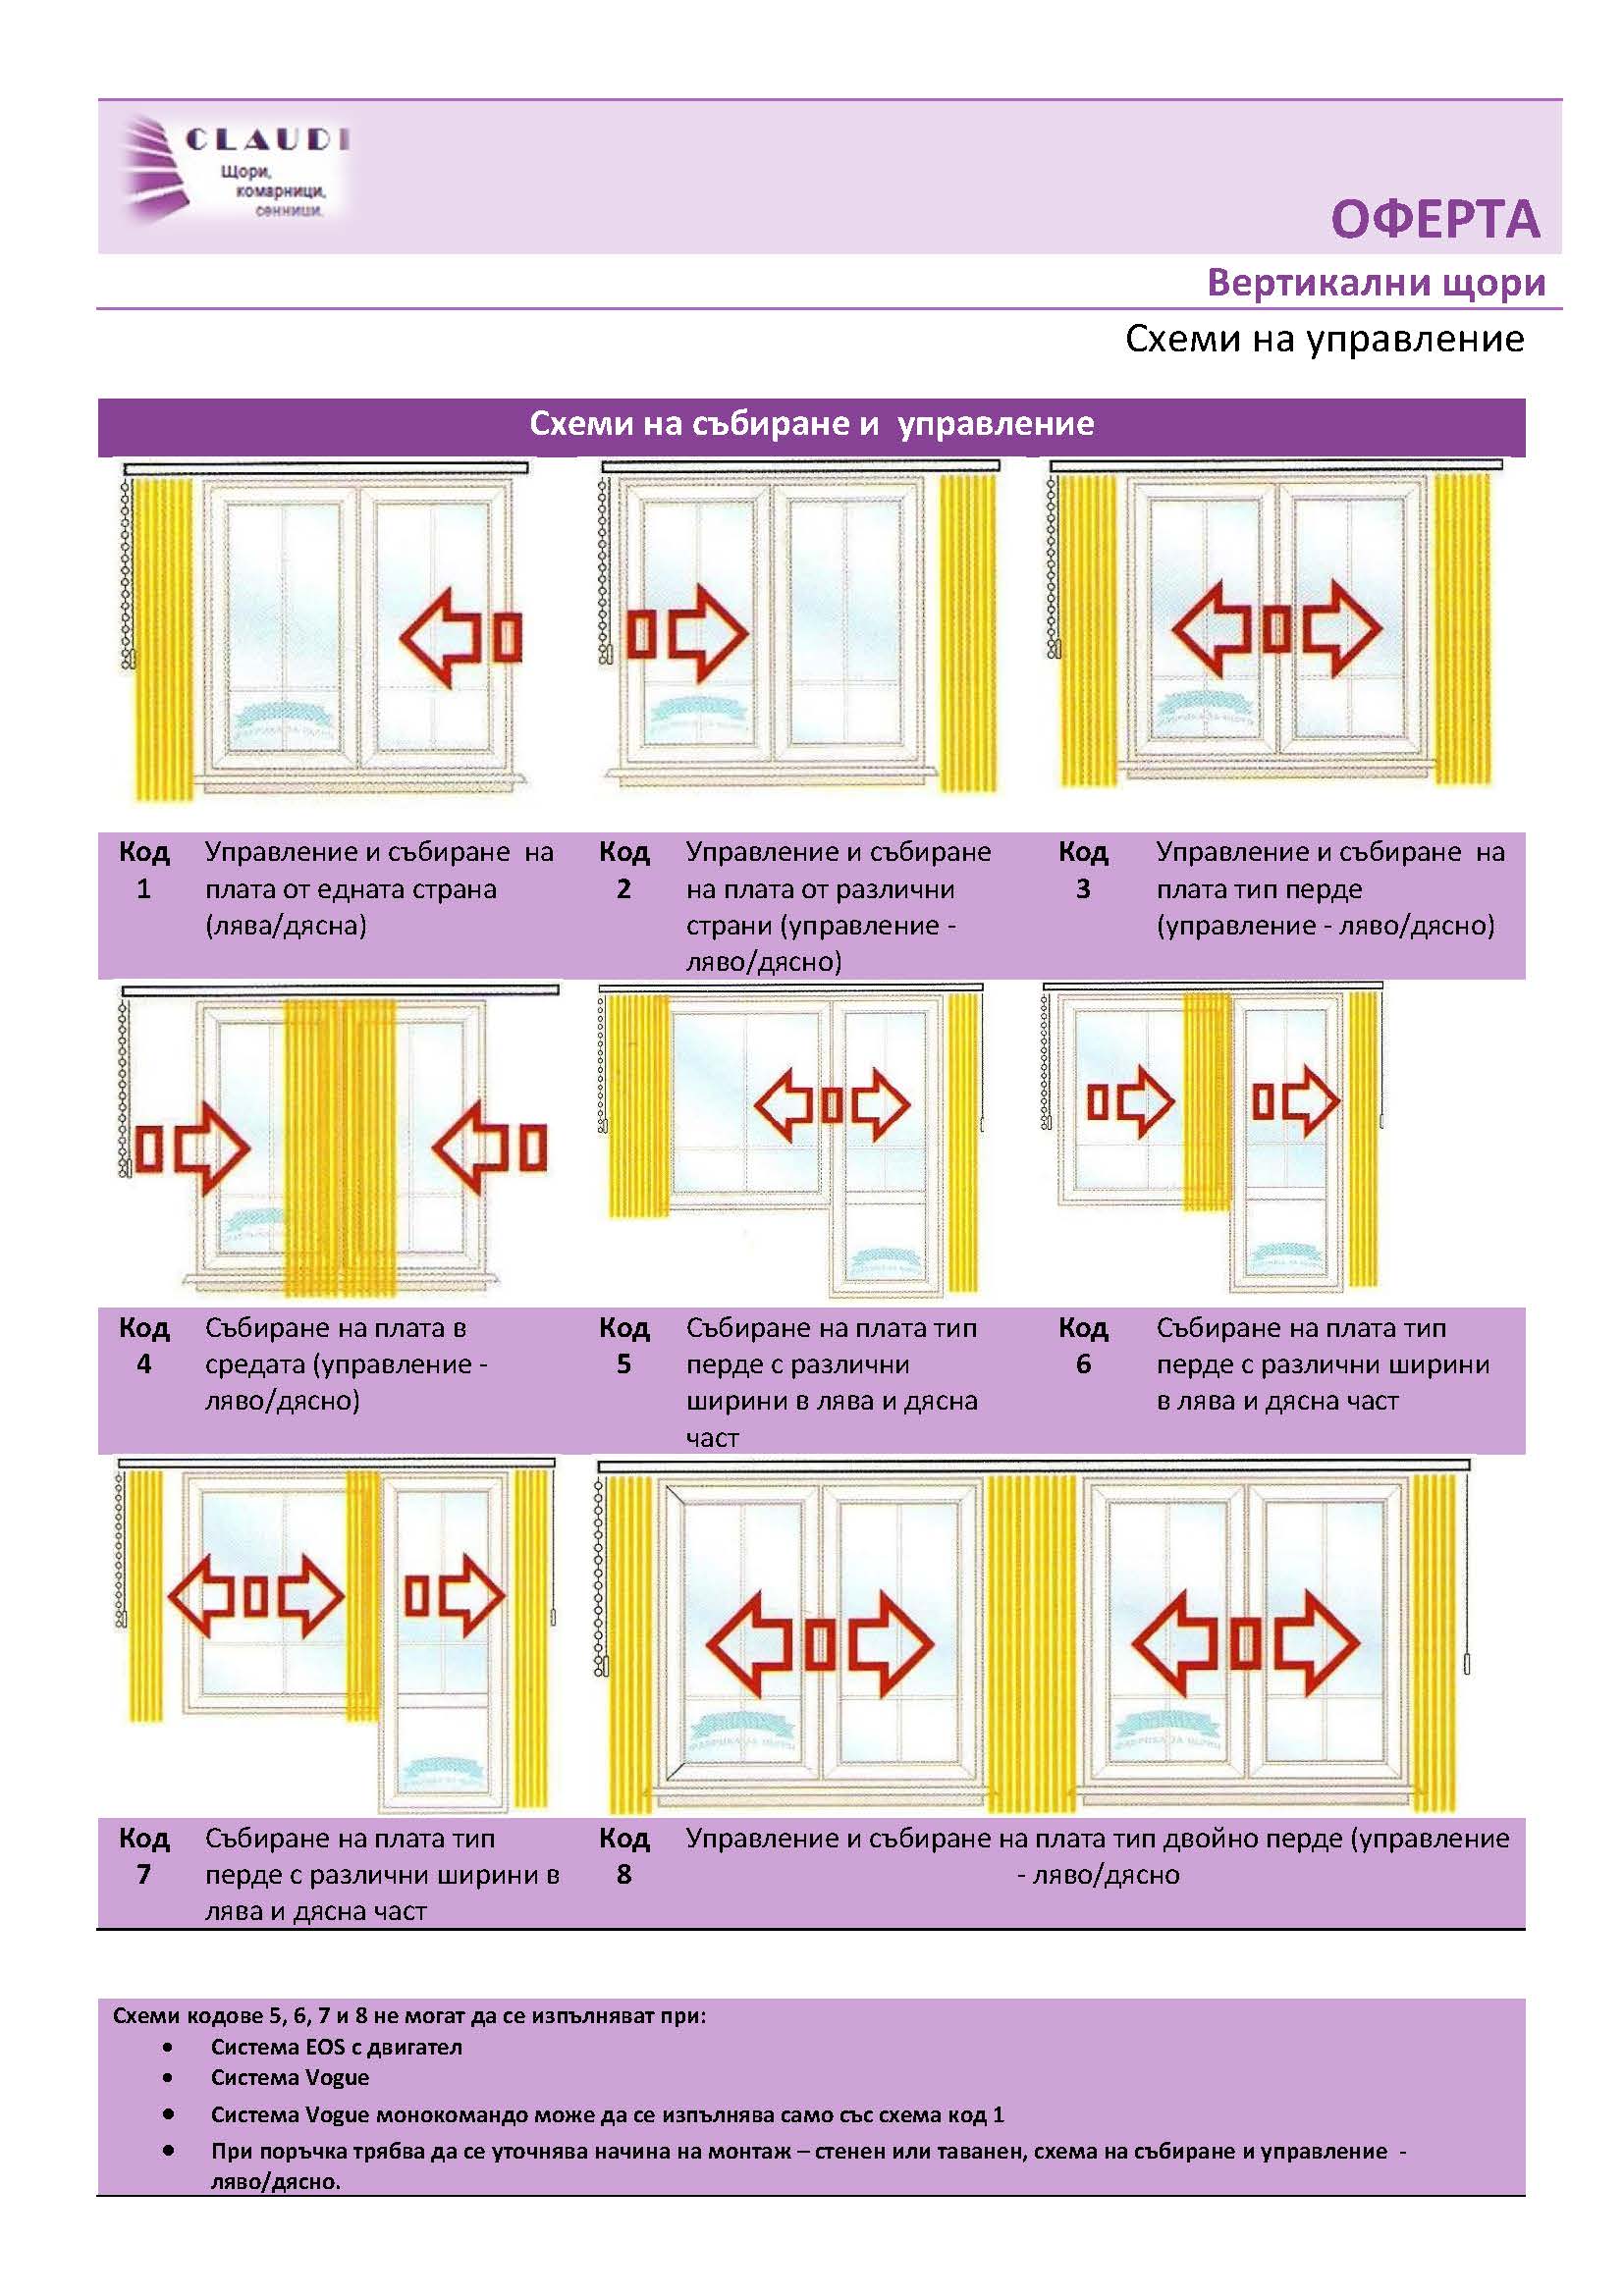 CLAUDI
Щори,
комарници,
сенници.
ОФЕРТА
Вертикални щори
Схеми на управление
Схеми на събиране и управление
Код 1
Управление и събиране на
плата от едната страна
(лява/дясна)
Код 2
Управление и събиране
на плата от различни
страни (управление -
ляво/дясно)
Код 3
Управление и събиране на
плата тип перде
(управление - ляво/дясно)
Код 4
Събиране на плата в
средата (управление -
ляво/дясно)
Код 5
Събиране на плата тип
перде с различни
ширини в лява и дясна
част
Код 6
Събиране на плата тип
перде с различни ширини
в лява и дясна част
Код 7
Събиране на плата тип
перде с различни ширини в
лява и дясна част
Код 8
Управление и събиране на плата тип двойно перде (управление
- ляво/дясно
Схеми кодове 5, 6, 7 и 8 не могат да се изпълняват при:
• Система EOS с двигател
• Система Vogue
• Система Vogue монокомандо може да се изпълнява само със схема код 1
• При поръчка трябва да се уточнява начина на монтаж – стенен или таванен, схема на събиране и управление -
ляво/дясно.